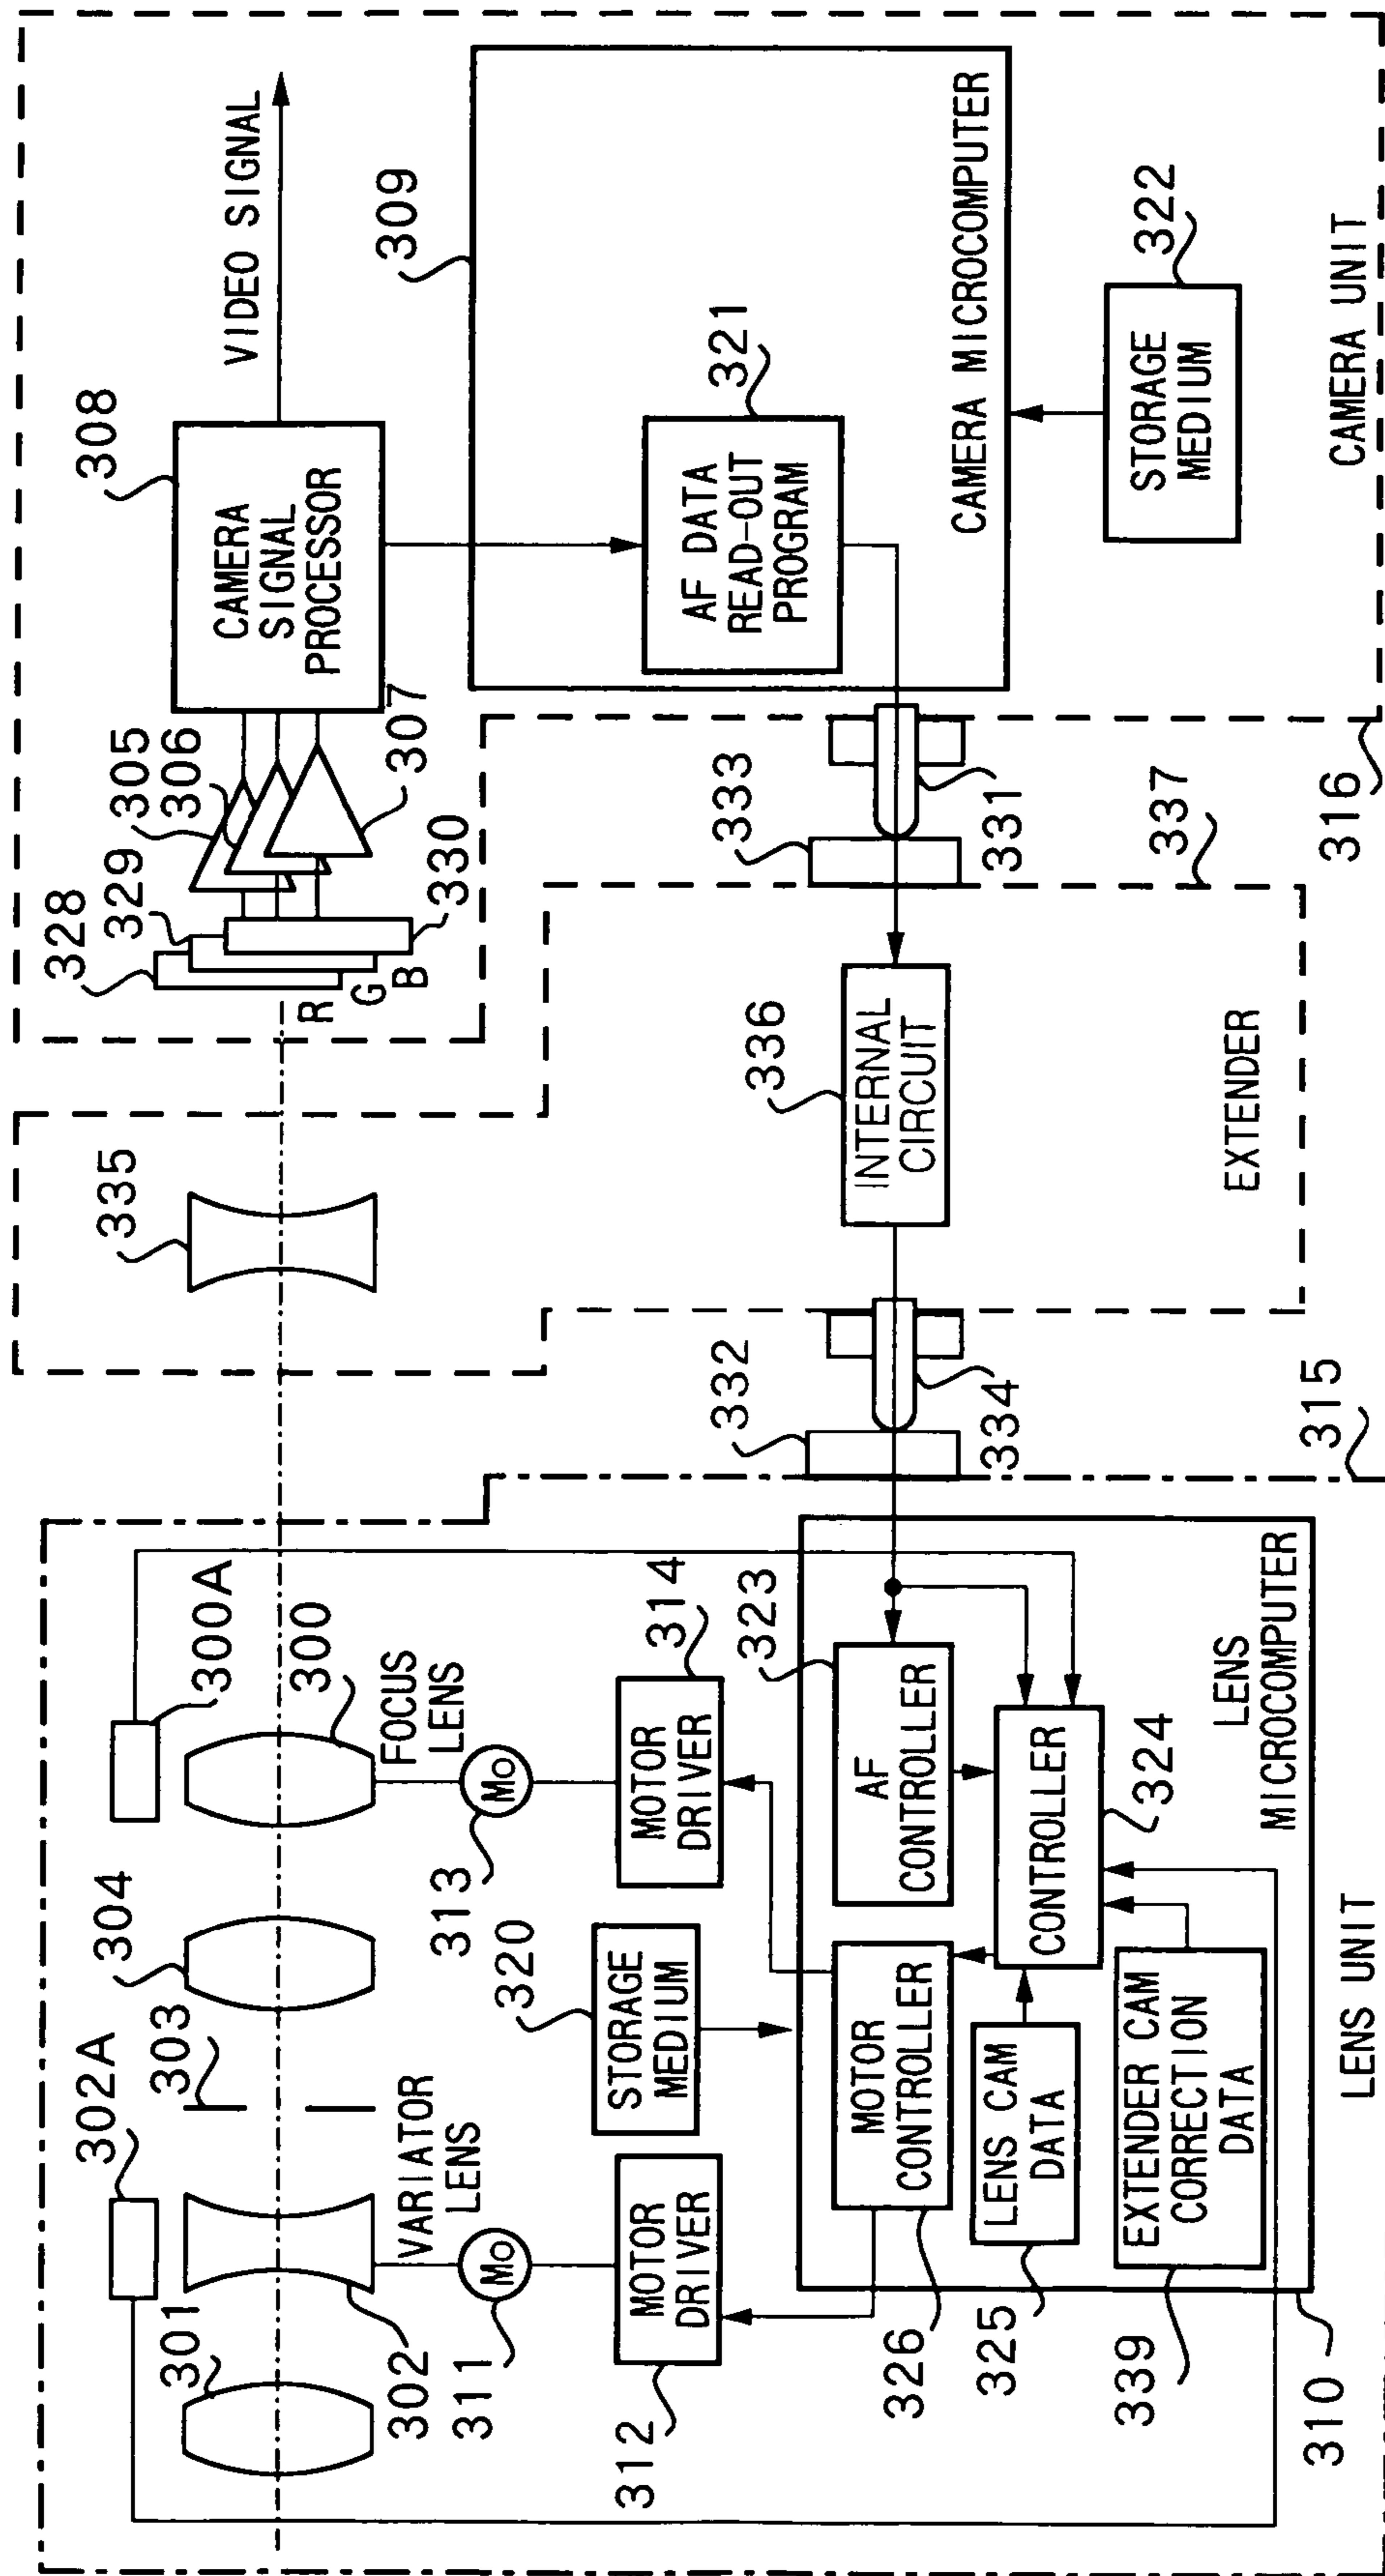 302A
303
304
300A
301
302
300
VARIATOR
LENS
FOCUS
LENS
311
Mo
313
Mo
312
MOTOR
DRIVER
320
STORAGE
MEDIUM
MOTOR
DRIVER
314
323
326
MOTOR
CONTROLLER
AF
CONTROLLER
325
LENS CAM
DATA
CONTROLLER
324
339
EXTENDER CAM
CORRECTION
DATA
LENS
MICROCOMPUTER
310
LENS UNIT
315
335
332
334
336
INTERNAL
CIRCUIT
333
331
EXTENDER
337
316
328
329
305
306
R
G
B
330
307
308
CAMERA
SIGNAL
PROCESSOR
VIDEO SIGNAL
309
321
AF DATA
READ-OUT
PROGRAM
CAMERA MICROCOMPUTER
322
STORAGE
MEDIUM
CAMERA UNIT